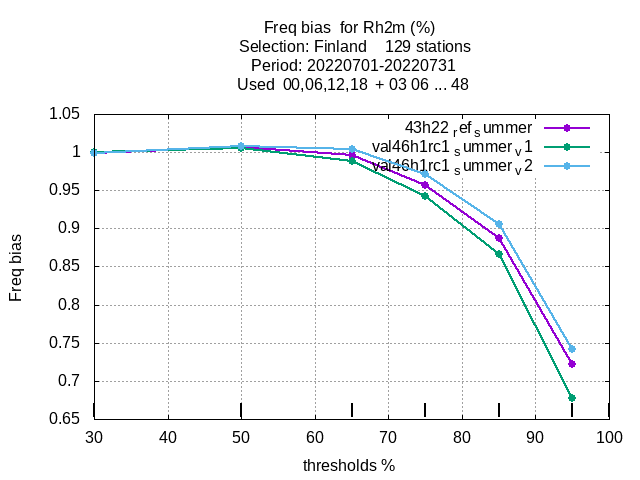 Freq bias for Rh2m (%)
Selection: Finland 129 stations
Period: 20220701-20220731
Used 00,06,12,18 + 03 06 ... 48
43h22 ref summer
val46h1rc1 summer v1
val46h1rc1 summer v2
Freq bias
1.05
1
0.95
0.9
0.85
0.8
0.75
0.7
0.65
30 40 50 60 70 80 90 100
thresholds %